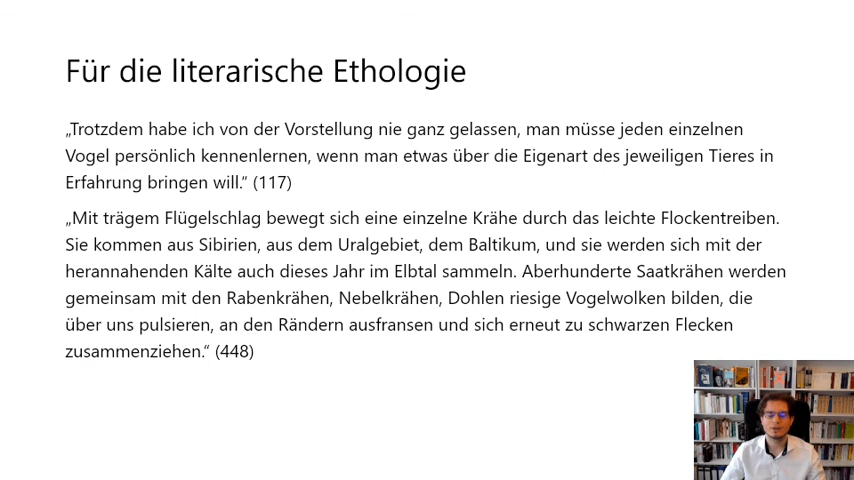 Für die literarische Ethologie
„Trotzdem habe ich von der Vorstellung nie ganz gelassen, man müsse jeden einzelnen
Vogel persönlich kennenlernen, wenn man etwas über die Eigenart des jeweiligen Tieres in
Erfahrung bringen will.“ (117)
„Mit trägem Flügelschlag bewegt sich eine einzelne Krähe durch das leichte Flockentreiben.
Sie kommen aus Sibirien, aus dem Uralgebiet, dem Baltikum, und sie werden sich mit der
herannahenden Kälte auch dieses Jahr im Elbtal sammeln. Aberhunderte Saatkrähen werden
gemeinsam mit den Rabenkrähen, Nebelkrähen, Dohlen riesige Vogelwolken bilden, die
über uns pulsieren, an den Rändern ausfransen und sich erneut zu schwarzen Flecken
zusammenziehen.“ (448)